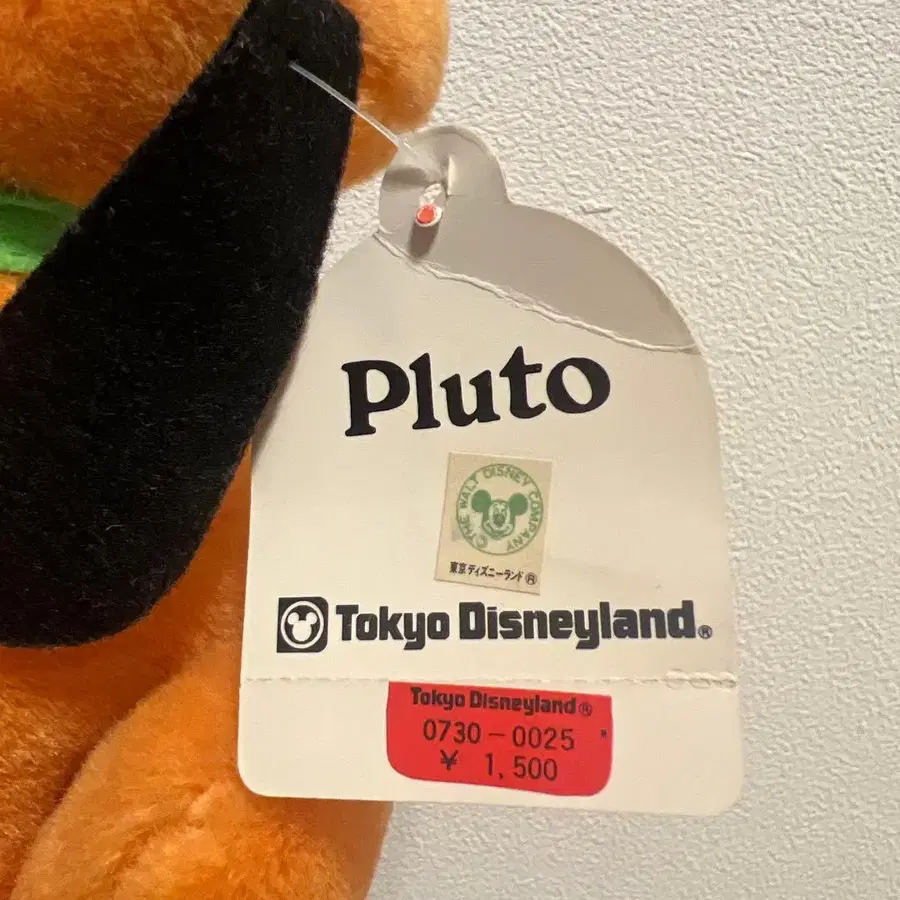 Pluto
© THE WALT DISNEY COMPANY
東京ディズニーランド®
Tokyo Disneyland®
Tokyo Disneyland®
0730-0025
¥ 1,500